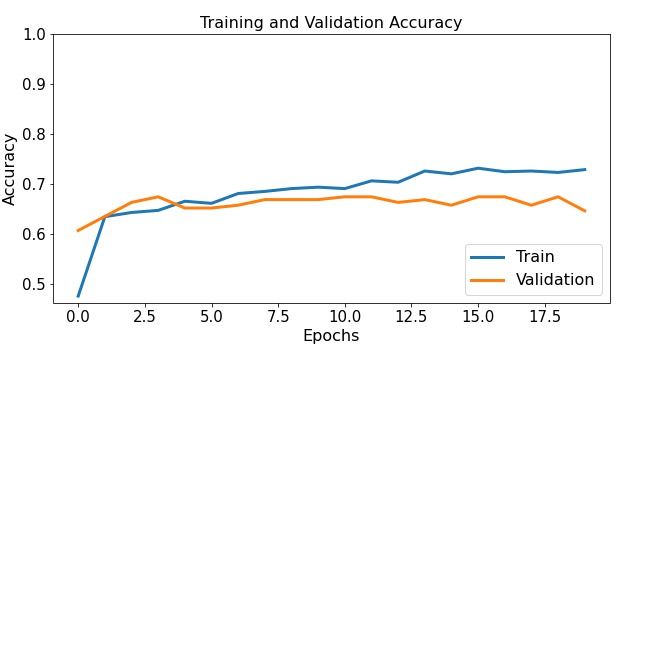 Training and Validation Accuracy
1.0
0.9
0.8
0.7
0.6
0.5
Accuracy
Train
Validation
0.0 2.5 5.0 7.5 10.0 12.5 15.0 17.5
Epochs